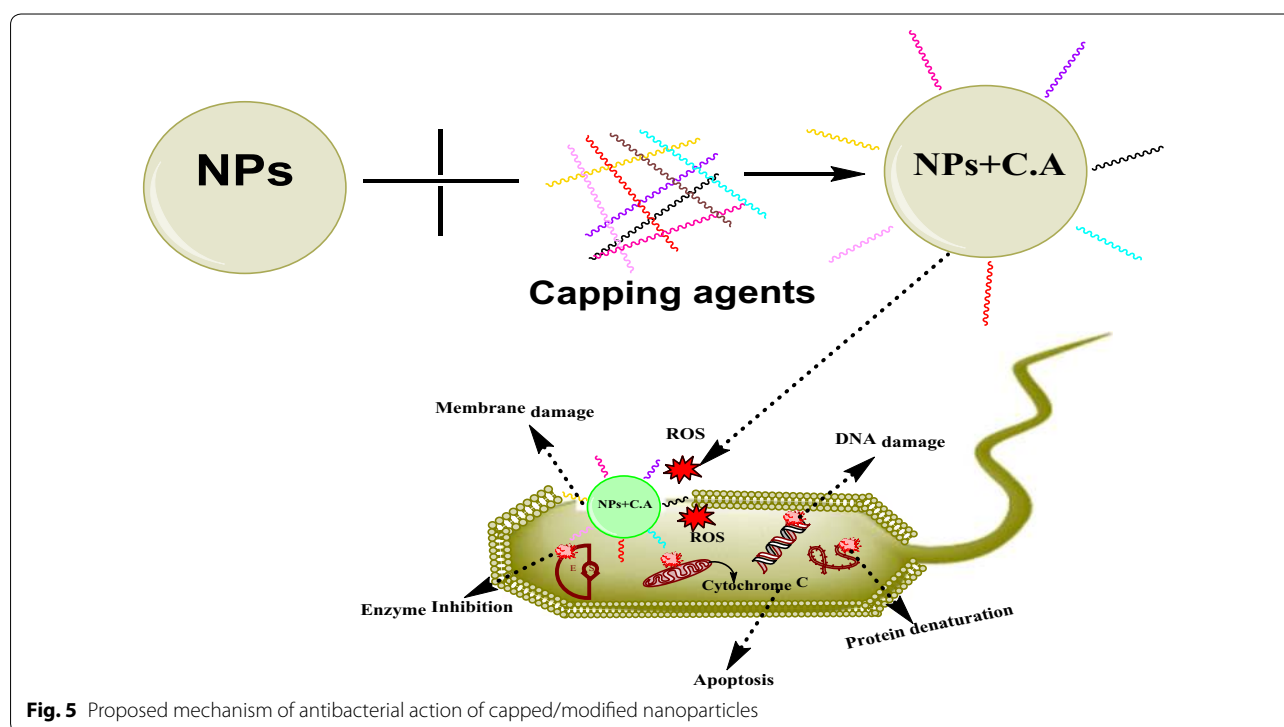 NPs
Capping agents
NPs+C.A
Membrane damage
ROS
DNA damage
NPs+C.A
ROS
E S
Cytochrome C
Enzyme Inhibition
Protein denaturation
Apoptosis
Fig. 5 Proposed mechanism of antibacterial action of capped/modified nanoparticles